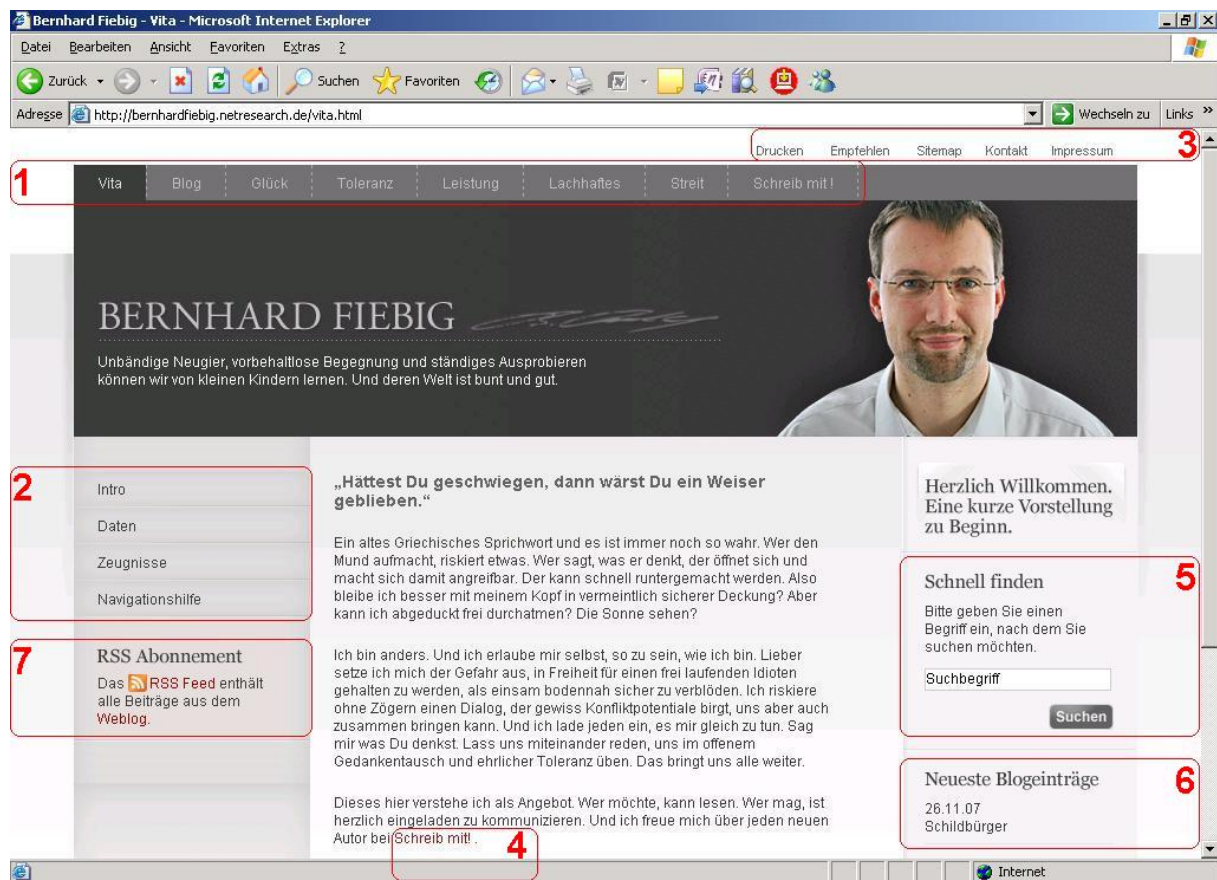 Bernhard Fiebig - Vita - Microsoft Internet Explorer
Datei Bearbeiten Ansicht Favoriten Extras ?
Zurück Suchen Favoriten
Adresse http://bernhardfiebig.netresearch.de/vita.html Wechseln zu Links »
Drucken Empfehlen Sitemap Kontakt Impressum 3
1 Vita Blog Glück Toleranz Leistung Lachhaftes Streit Schreib mit !
BERNHARD FIEBIG
Unbändige Neugier, vorbehaltlose Begegnung und ständiges Ausprobieren
können wir von kleinen Kindern lernen. Und deren Welt ist bunt und gut.
2
Intro
Daten
Zeugnisse
Navigationshilfe
7
RSS Abonnement
Das RSS Feed enthält
alle Beiträge aus dem
Weblog.
„Hättest Du geschwiegen, dann wärst Du ein Weiser
geblieben.“
Ein altes Griechisches Sprichwort und es ist immer noch so wahr. Wer den
Mund aufmacht, riskiert etwas. Wer sagt, was er denkt, der öffnet sich und
macht sich damit angreifbar. Der kann schnell runtergemacht werden. Also
bleibe ich besser mit meinem Kopf in vermeintlich sicherer Deckung? Aber
kann ich abgeduckt frei durchatmen? Die Sonne sehen?
Ich bin anders. Und ich erlaube mir selbst, so zu sein, wie ich bin. Lieber
setze ich mich der Gefahr aus, in Freiheit für einen frei laufenden Idioten
gehalten zu werden, als einsam bodennah sicher zu verblöden. Ich riskiere
ohne Zögern einen Dialog, der gewiss Konfliktpotentiale birgt, uns aber auch
zusammen bringen kann. Und ich lade jeden ein, es mir gleich zu tun. Sag
mir was Du denkst. Lass uns miteinander reden, uns im offenem
Gedankentausch und ehrlicher Toleranz üben. Das bringt uns alle weiter.
Dieses hier verstehe ich als Angebot. Wer möchte, kann lesen. Wer mag, ist
herzlich eingeladen zu kommunizieren. Und ich freue mich über jeden neuen
Autor bei Schreib mit! .
4
Herzlich Willkommen.
Eine kurze Vorstellung
zu Beginn.
Schnell finden 5
Bitte geben Sie einen
Begriff ein, nach dem Sie
suchen möchten.
Suchbegriff
Suchen
Neueste Blogeinträge 6
26.11.07
Schildbürger
Internet